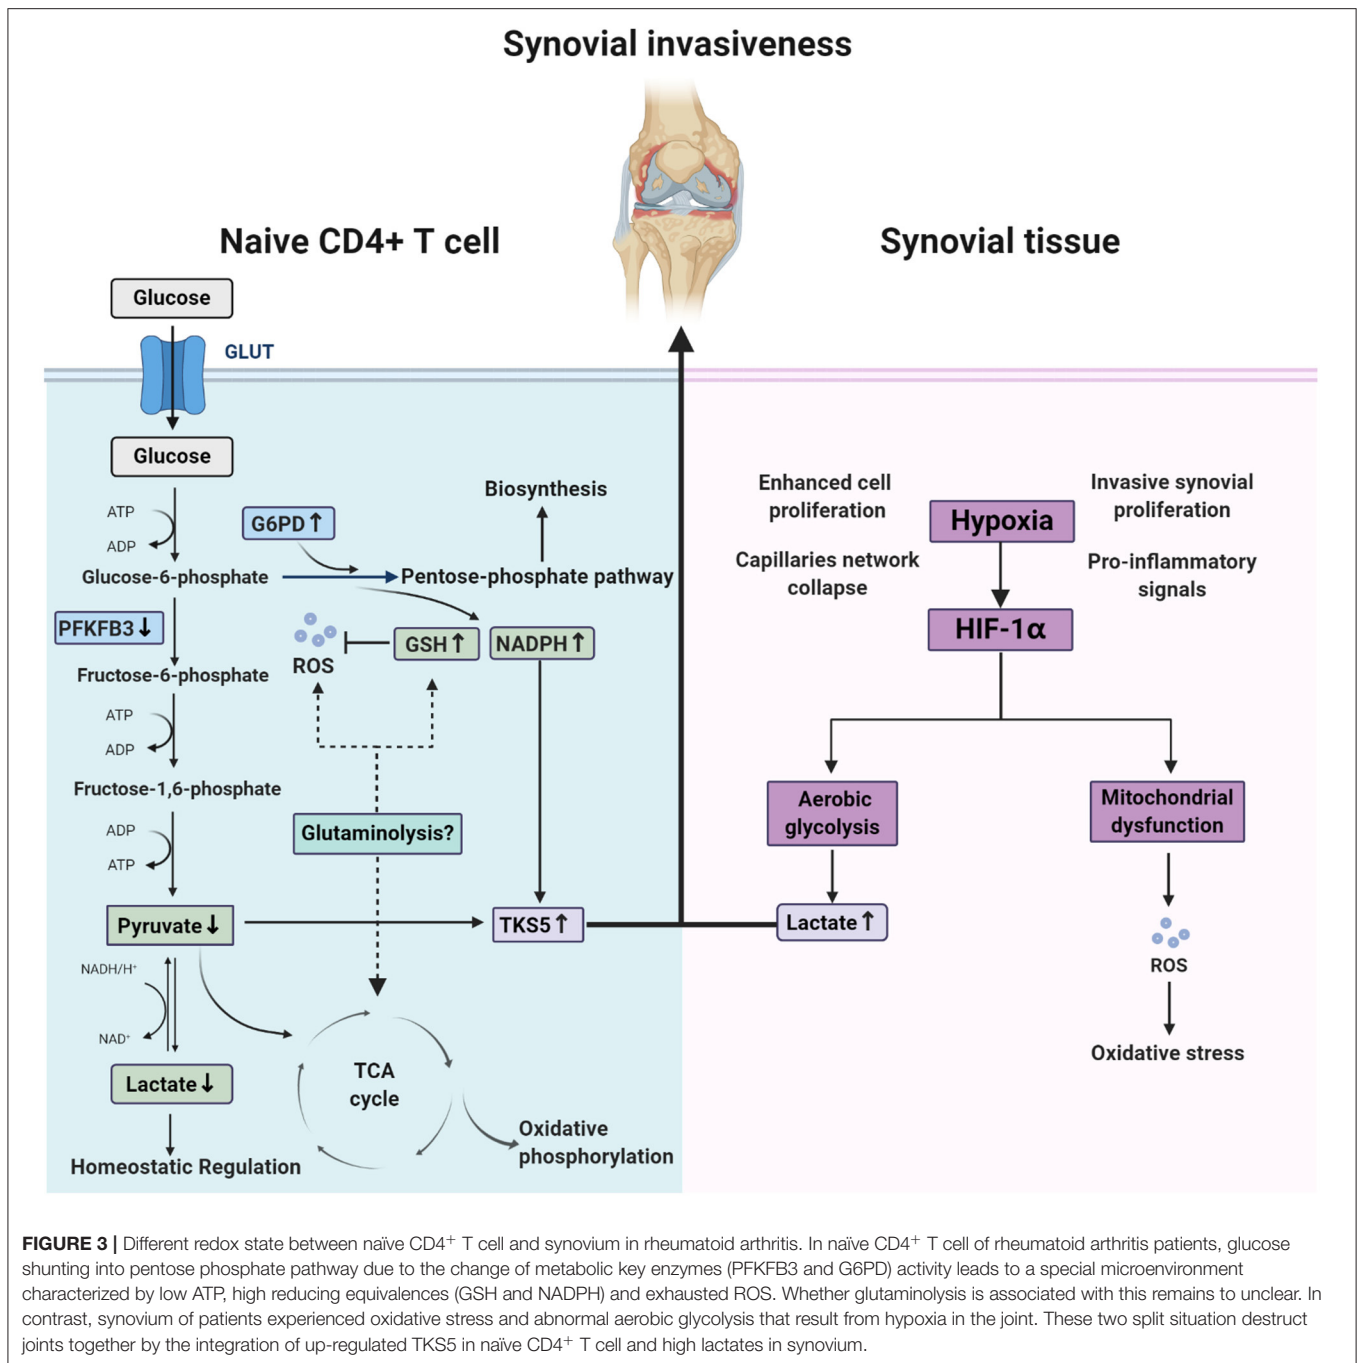 Synovial invasiveness
Naive CD4+ T cell
Synovial tissue
Glucose
GLUT
Glucose
ATP
ADP
G6PD↑
Biosynthesis
Glucose-6-phosphate
Pentose-phosphate pathway
PFKFB3↓
ROS
GSH↑
NADPH↑
Fructose-6-phosphate
ATP
ADP
Fructose-1,6-phosphate
ADP
ATP
Glutaminolysis?
Pyruvate↓
TKS5↑
NADH/H⁺
NAD⁺
Lactate↓
TCA
cycle
Oxidative
phosphorylation
Homeostatic Regulation
Enhanced cell
proliferation
Hypoxia
Invasive synovial
proliferation
Capillaries network
collapse
Pro-inflammatory
signals
HIF-1α
Aerobic
glycolysis
Mitochondrial
dysfunction
Lactate↑
ROS
Oxidative stress
FIGURE 3 | Different redox state between naïve CD4⁺ T cell and synovium in rheumatoid arthritis. In naïve CD4⁺ T cell of rheumatoid arthritis patients, glucose
shunting into pentose phosphate pathway due to the change of metabolic key enzymes (PFKFB3 and G6PD) activity leads to a special microenvironment
characterized by low ATP, high reducing equivalences (GSH and NADPH) and exhausted ROS. Whether glutaminolysis is associated with this remains to unclear. In
contrast, synovium of patients experienced oxidative stress and abnormal aerobic glycolysis that result from hypoxia in the joint. These two split situation destruct
joints together by the integration of up-regulated TKS5 in naïve CD4⁺ T cell and high lactates in synovium.